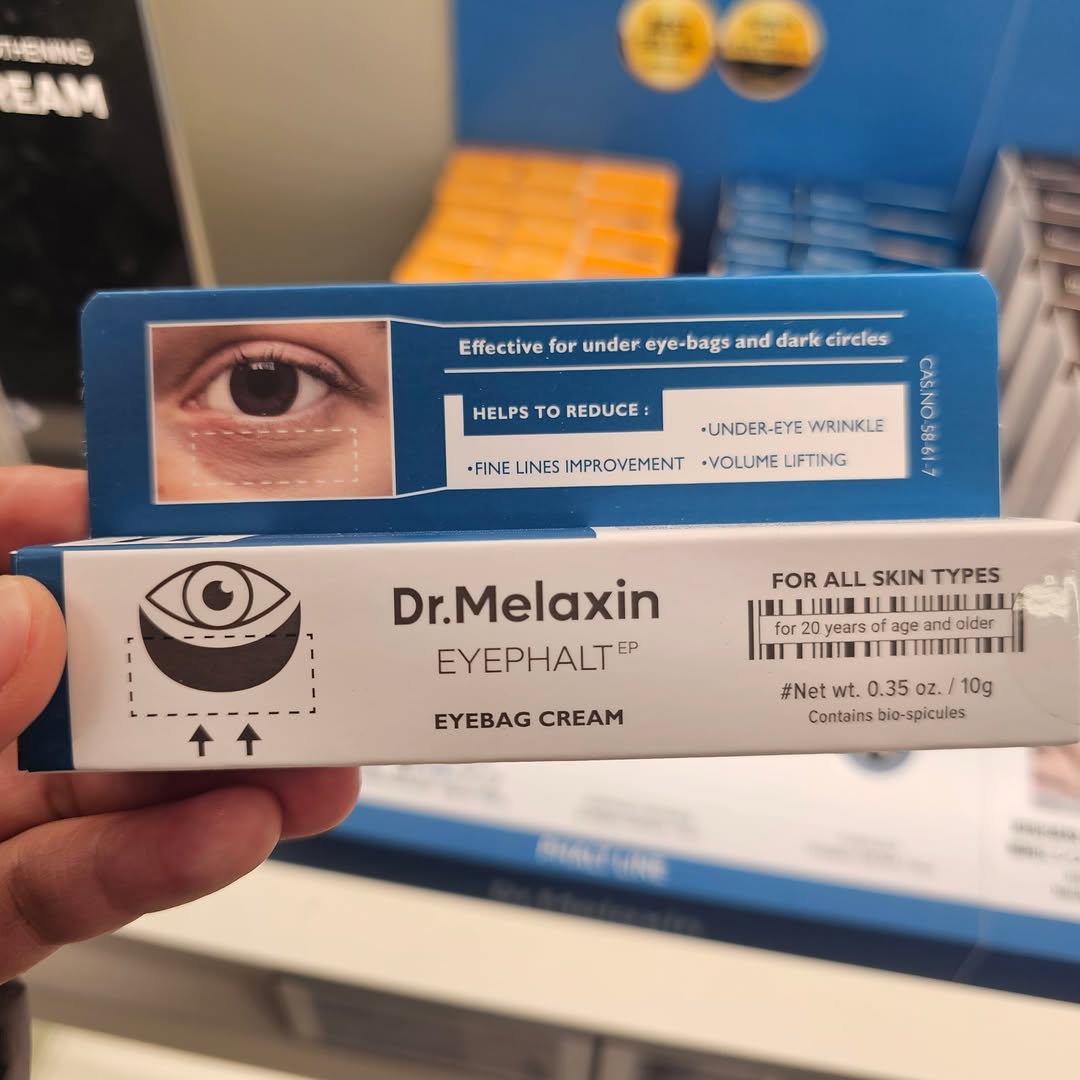 Effective for under eye-bags and dark circles
HELPS TO REDUCE :
•UNDER-EYE WRINKLE
•FINE LINES IMPROVEMENT •VOLUME LIFTING
CAS NO. 58-61-7
Dr.Melaxin
EYEPHALT EP
EYEBAG CREAM
FOR ALL SKIN TYPES
for 20 years of age and older
#Net wt. 0.35 oz. / 10g
Contains bio-spicules